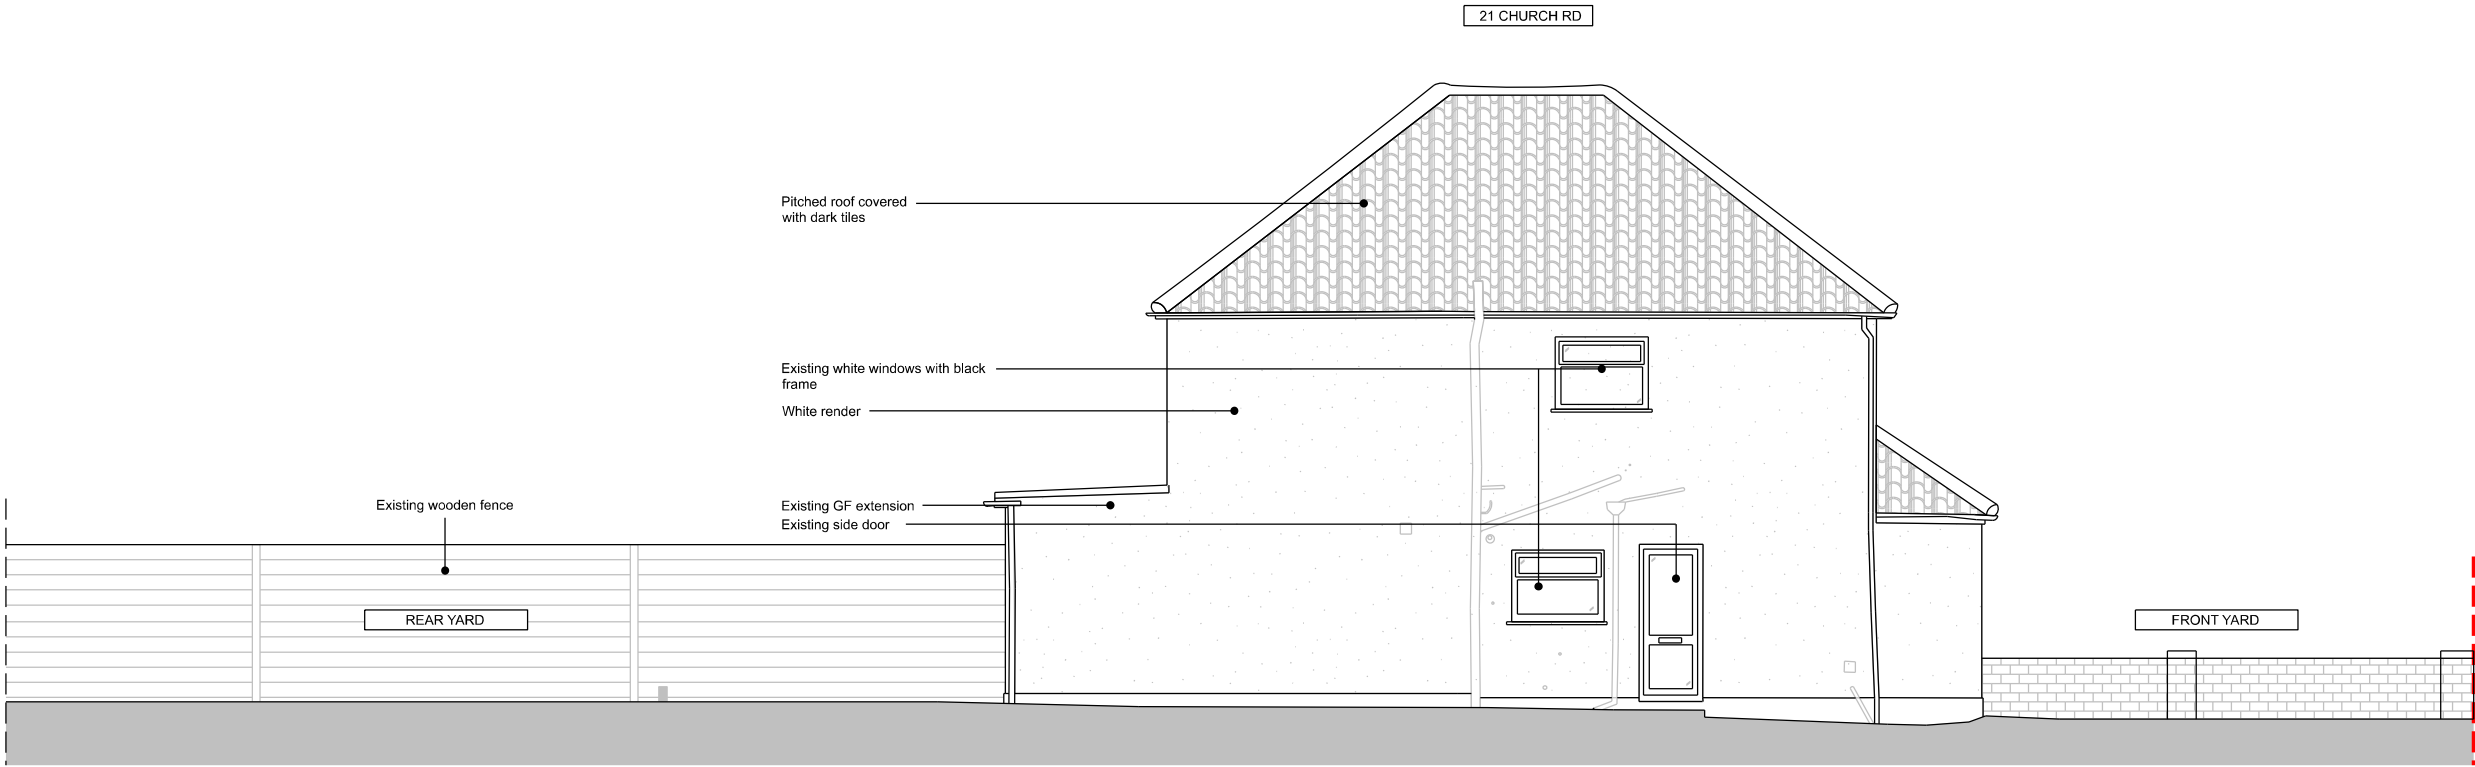 21 CHURCH RD
Pitched roof covered
with dark tiles
Existing white windows with black
frame
White render
Existing wooden fence
Existing GF extension
Existing side door
REAR YARD
FRONT YARD